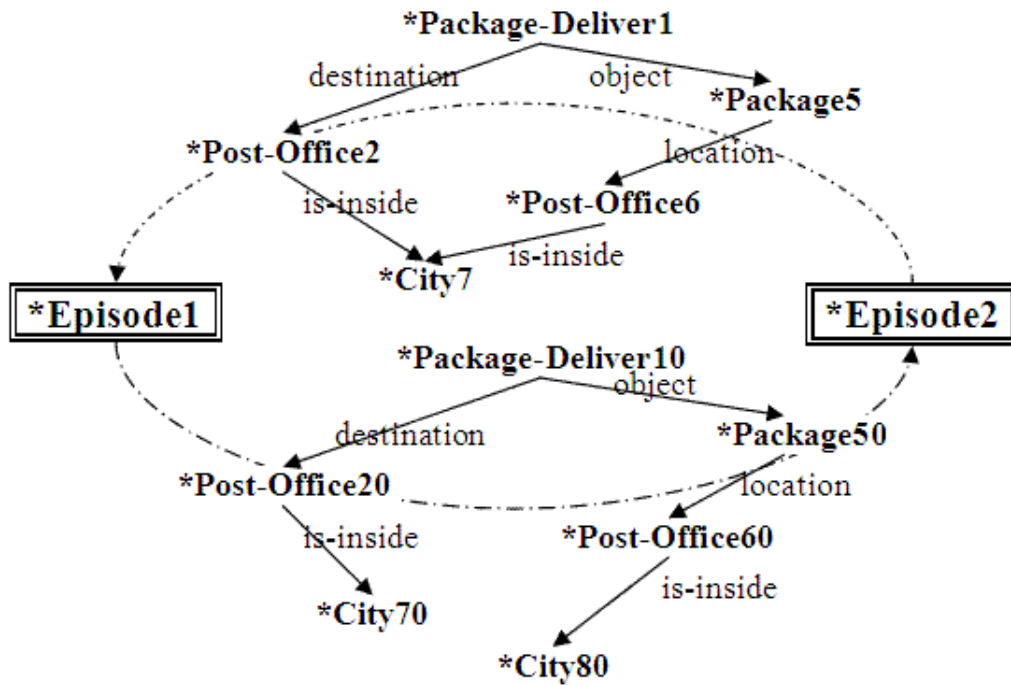 *Package-Deliver1
destination
object
*Package5
*Post-Office2
location
is-inside
*Post-Office6
is-inside
*City7
*Episode1
*Episode2
*Package-Deliver10
object
destination
*Package50
*Post-Office20
location
is-inside
*Post-Office60
is-inside
*City70
*City80